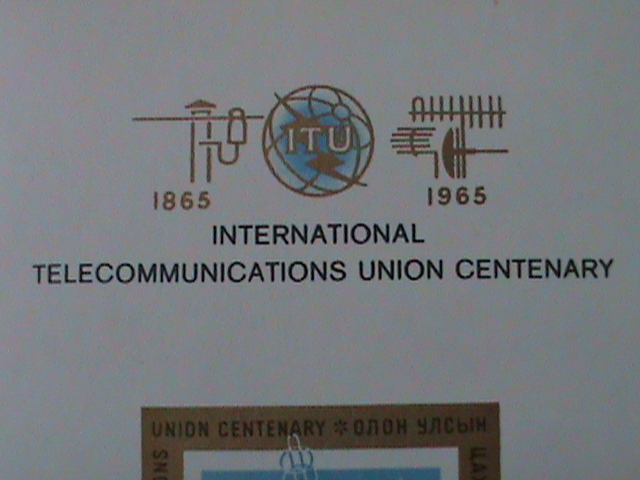 ITU
1865
1965
INTERNATIONAL
TELECOMMUNICATIONS UNION CENTENARY
UNION CENTENARY * ОЛОН УЛСЫН